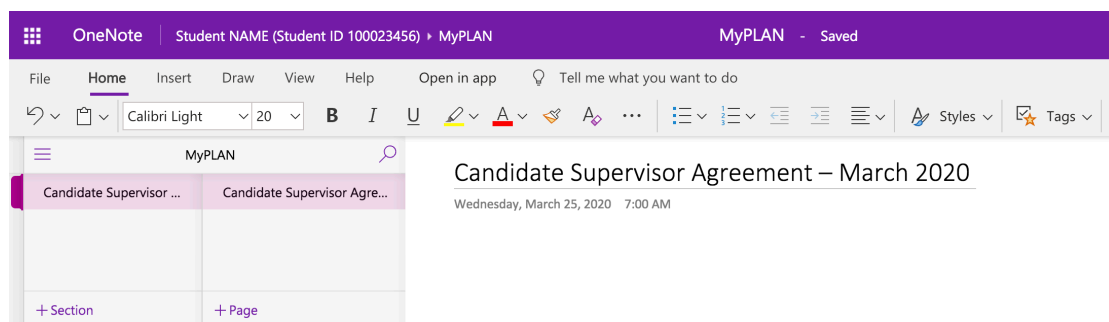 OneNote Student NAME (Student ID 100023456) › MyPLAN MyPLAN - Saved
File Home Insert Draw View Help Open in app Tell me what you want to do
Calibri Light 20 B I U A A ... Styles Tags
MyPLAN
Candidate Supervisor ... Candidate Supervisor Agre...
Candidate Supervisor Agreement – March 2020
Wednesday, March 25, 2020 7:00 AM
+ Section + Page